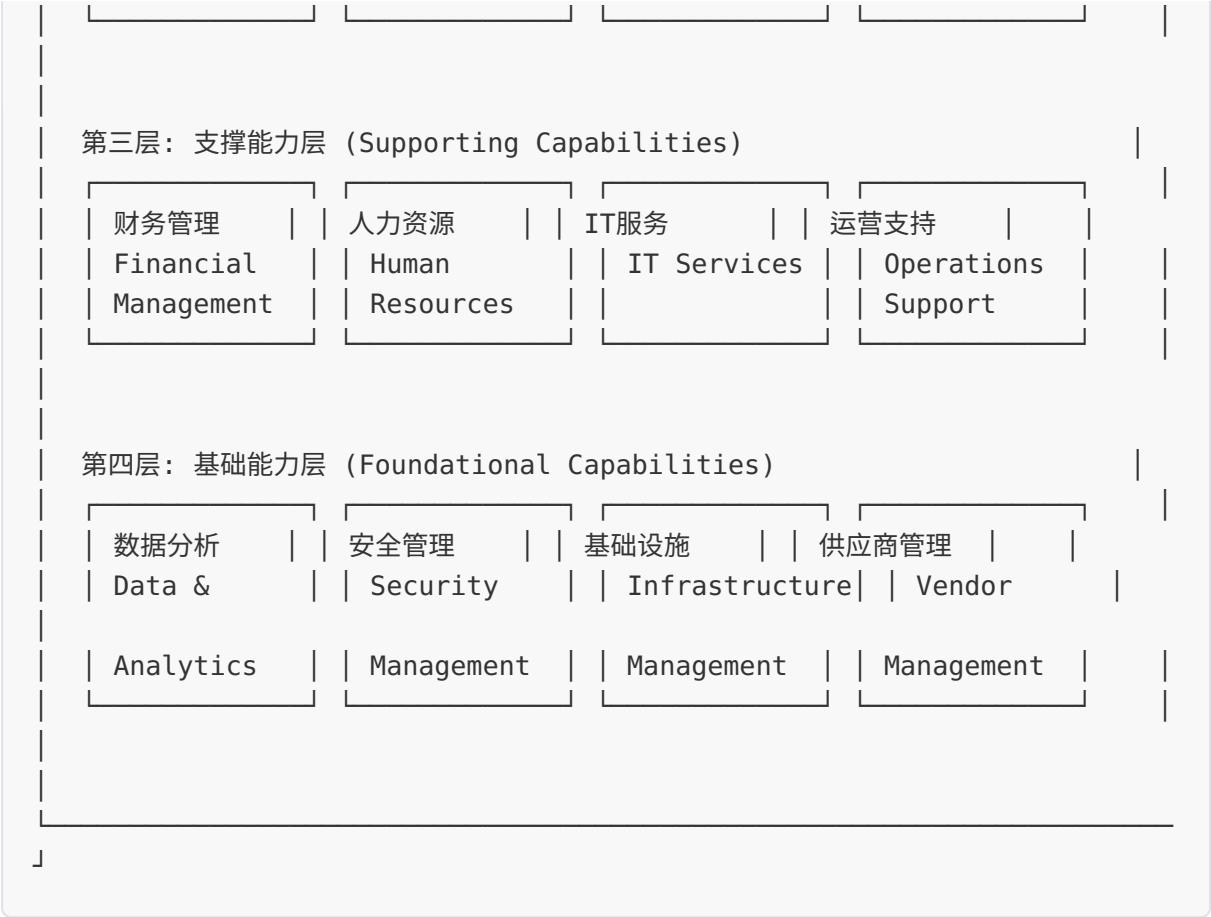 第三层: 支撑能力层 (Supporting Capabilities)
财务管理 人力资源 IT服务 运营支持
Financial Human IT Services Operations
Management Resources Support
第四层: 基础能力层 (Foundational Capabilities)
数据分析 安全管理 基础设施 供应商管理
Data & Security Infrastructure Vendor
Analytics Management Management Management